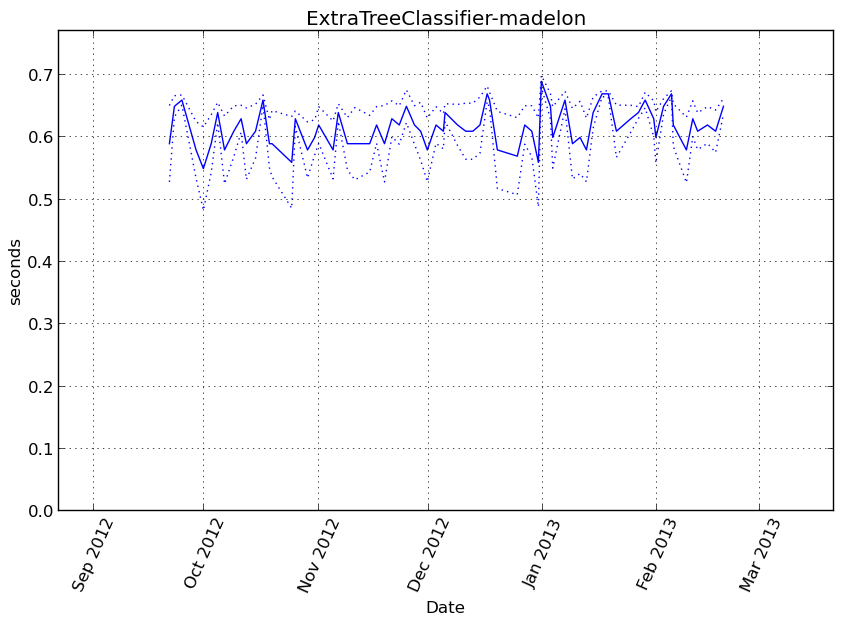 ExtraTreeClassifier-madelon
0.7
0.6
0.5
0.4
0.3
0.2
0.1
0.0
seconds
Sep 2012
Oct 2012
Nov 2012
Dec 2012
Jan 2013
Feb 2013
Mar 2013
Date